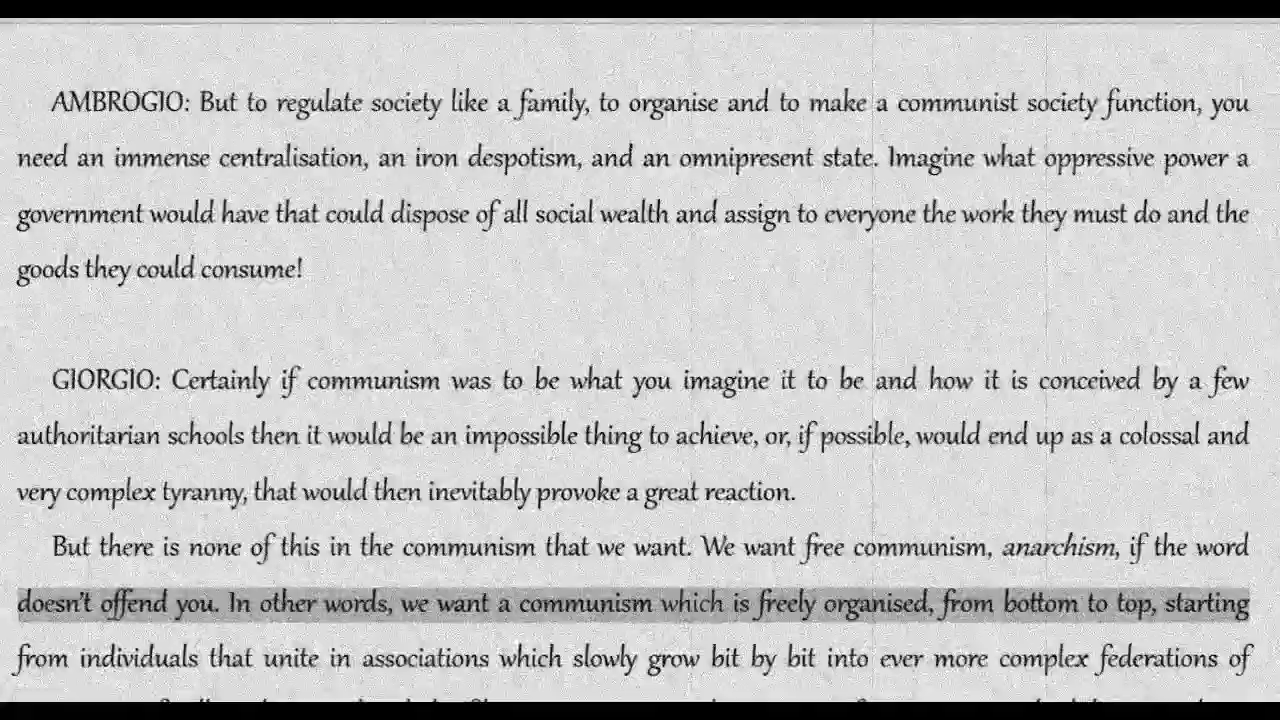 AMBROGIO: But to regulate society like a family, to organise and to make a communist society function, you
need an immense centralisation, an iron despotism, and an omnipresent state. Imagine what oppressive power a
government would have that could dispose of all social wealth and assign to everyone the work they must do and the
goods they could consume!
GIORGIO: Certainly if communism was to be what you imagine it to be and how it is conceived by a few
authoritarian schools then it would be an impossible thing to achieve, or, if possible, would end up as a colossal and
very complex tyranny, that would then inevitably provoke a great reaction.
But there is none of this in the communism that we want. We want free communism, anarchism, if the word
doesn't offend you. In other words, we want a communism which is freely organised, from bottom to top, starting
from individuals that unite in associations which slowly grow bit by bit into ever more complex federations of